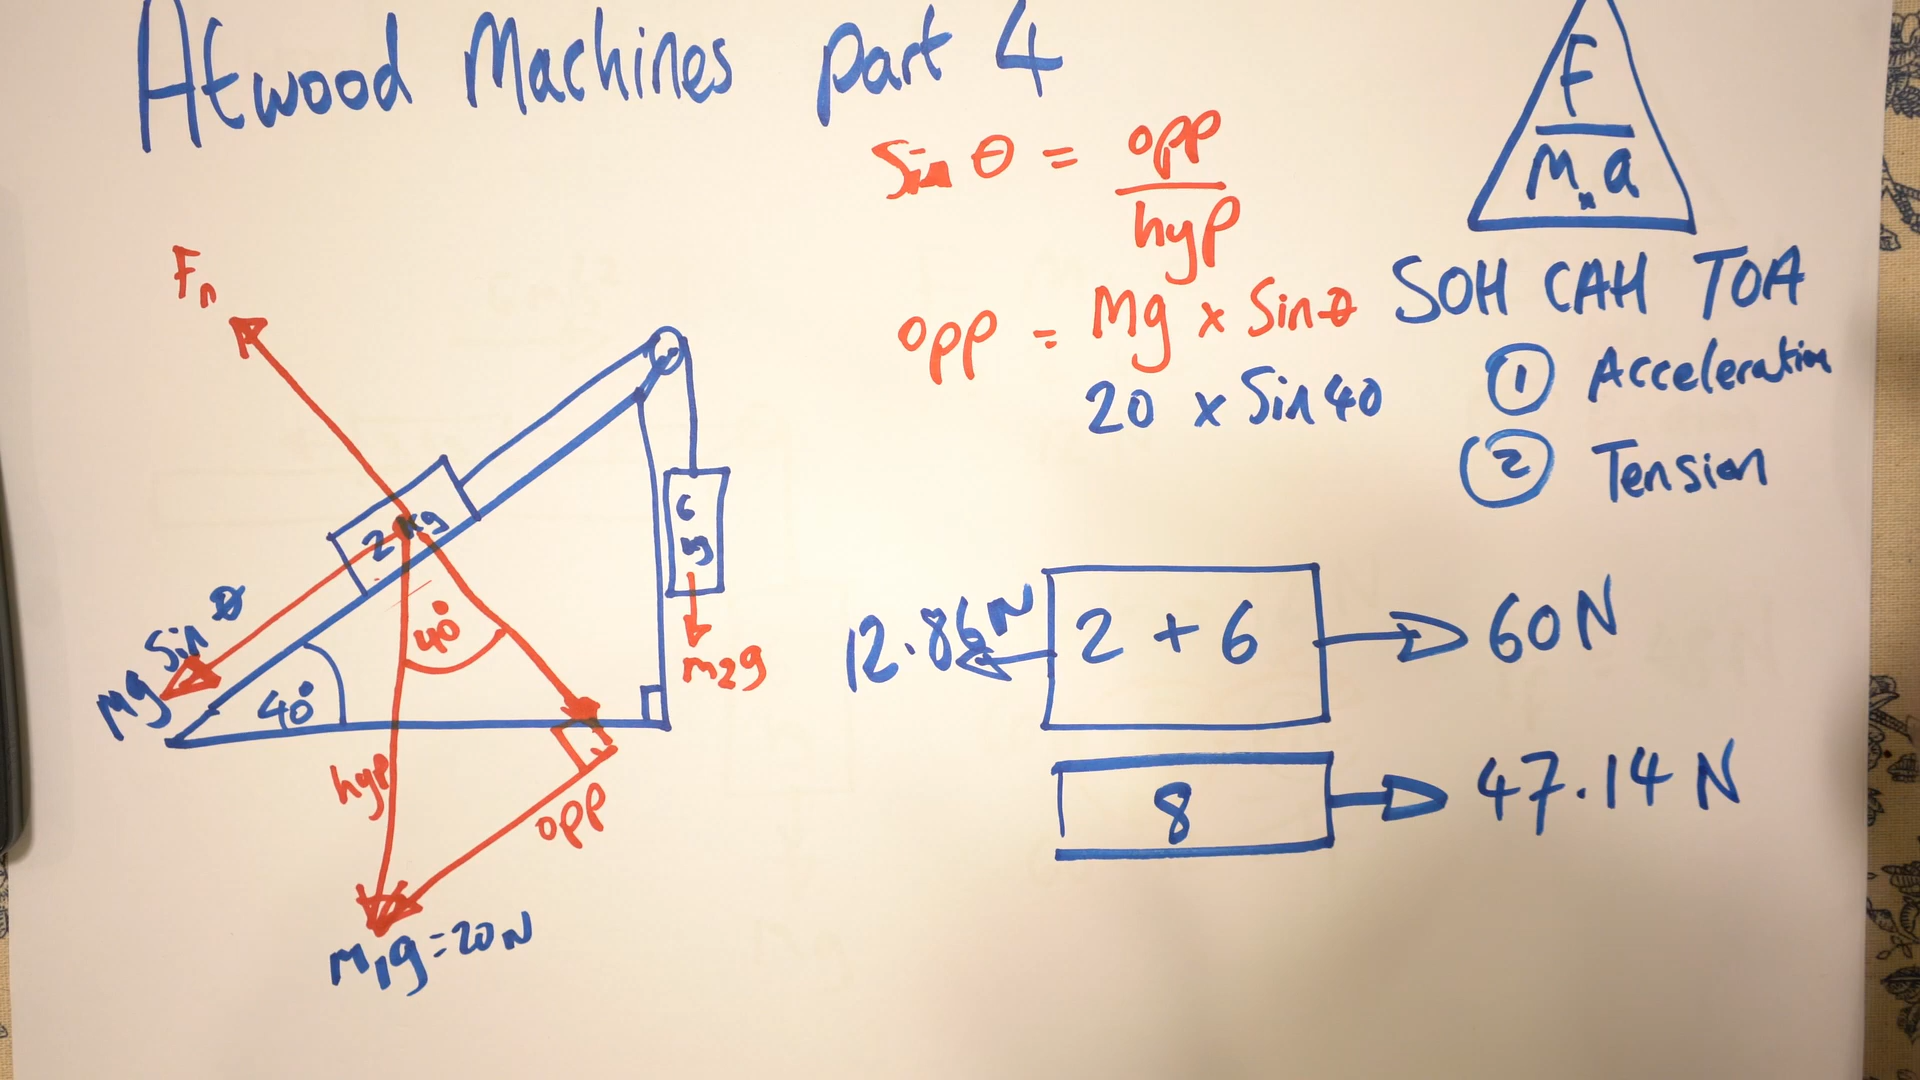 Atwood Machines part 4
F
M × a
Sin θ = opp
hyp
opp = Mg × Sinθ
20 × Sin 40
SOH CAH TOA
1 Acceleration
2 Tension
Fn
2 kg
6 kg
m2g
Mg Sin θ
40°
40°
hyp
opp
M1g = 20 N
12.86 N
2 + 6
60 N
8
47.14 N